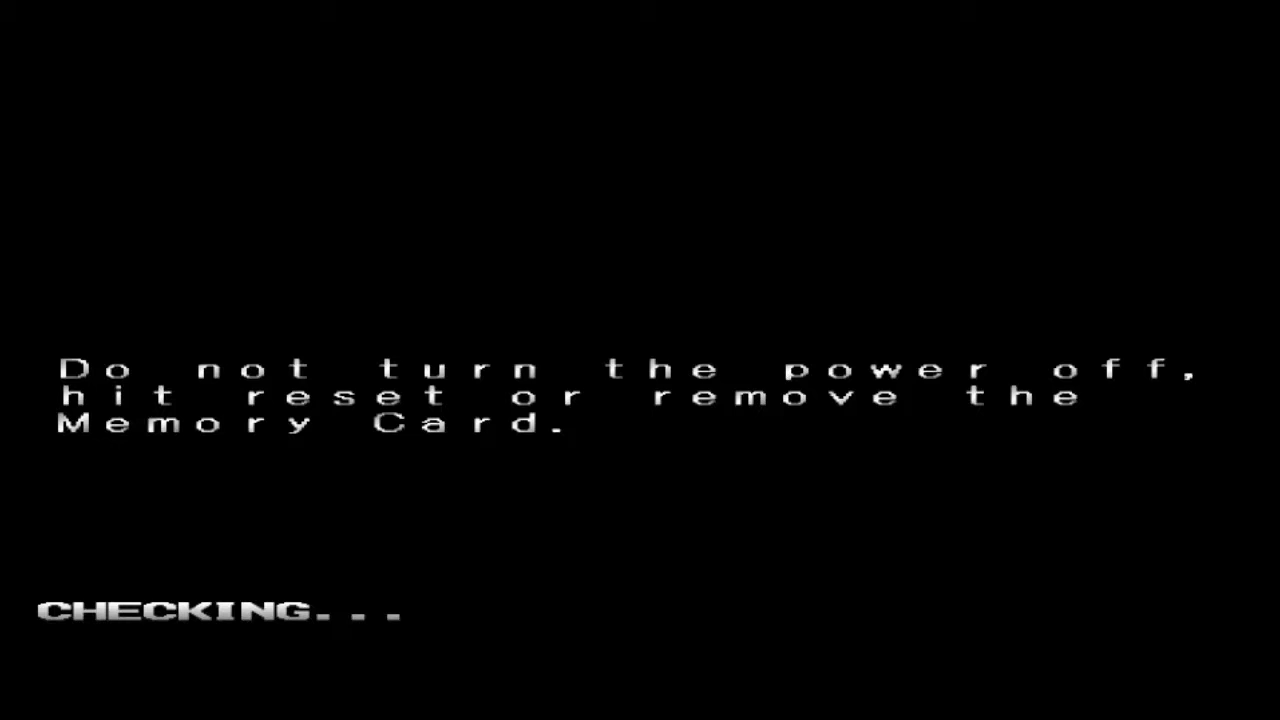 Do not turn the power off,
hit reset or remove the
Memory Card.
CHECKING...